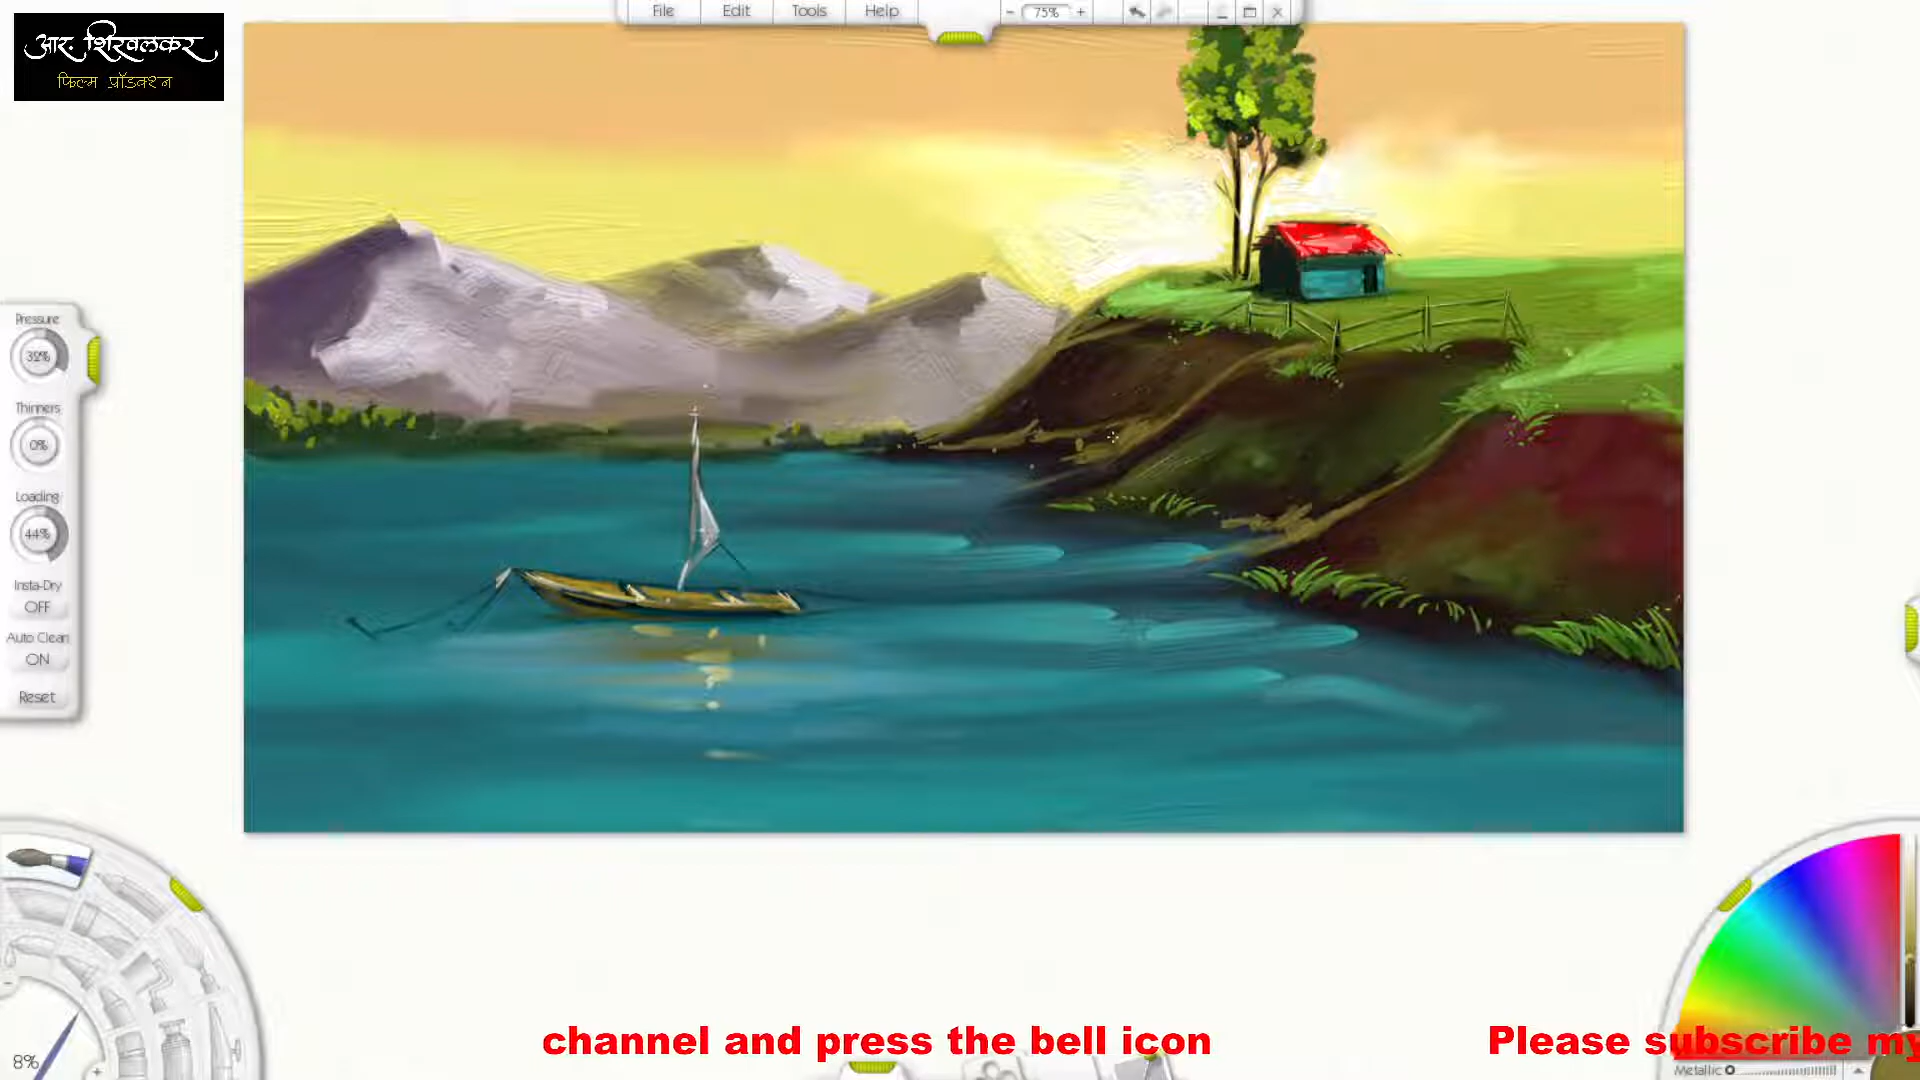 आर. शिरवलकर
फिल्म प्रॉडक्शन
File Edit Tools Help
− 75% +
Pressure
32%
Thinners
0%
Loading
44%
Insta-Dry
OFF
Auto Clean
ON
Reset
8%
channel and press the bell icon
Please subscribe my
Metallic